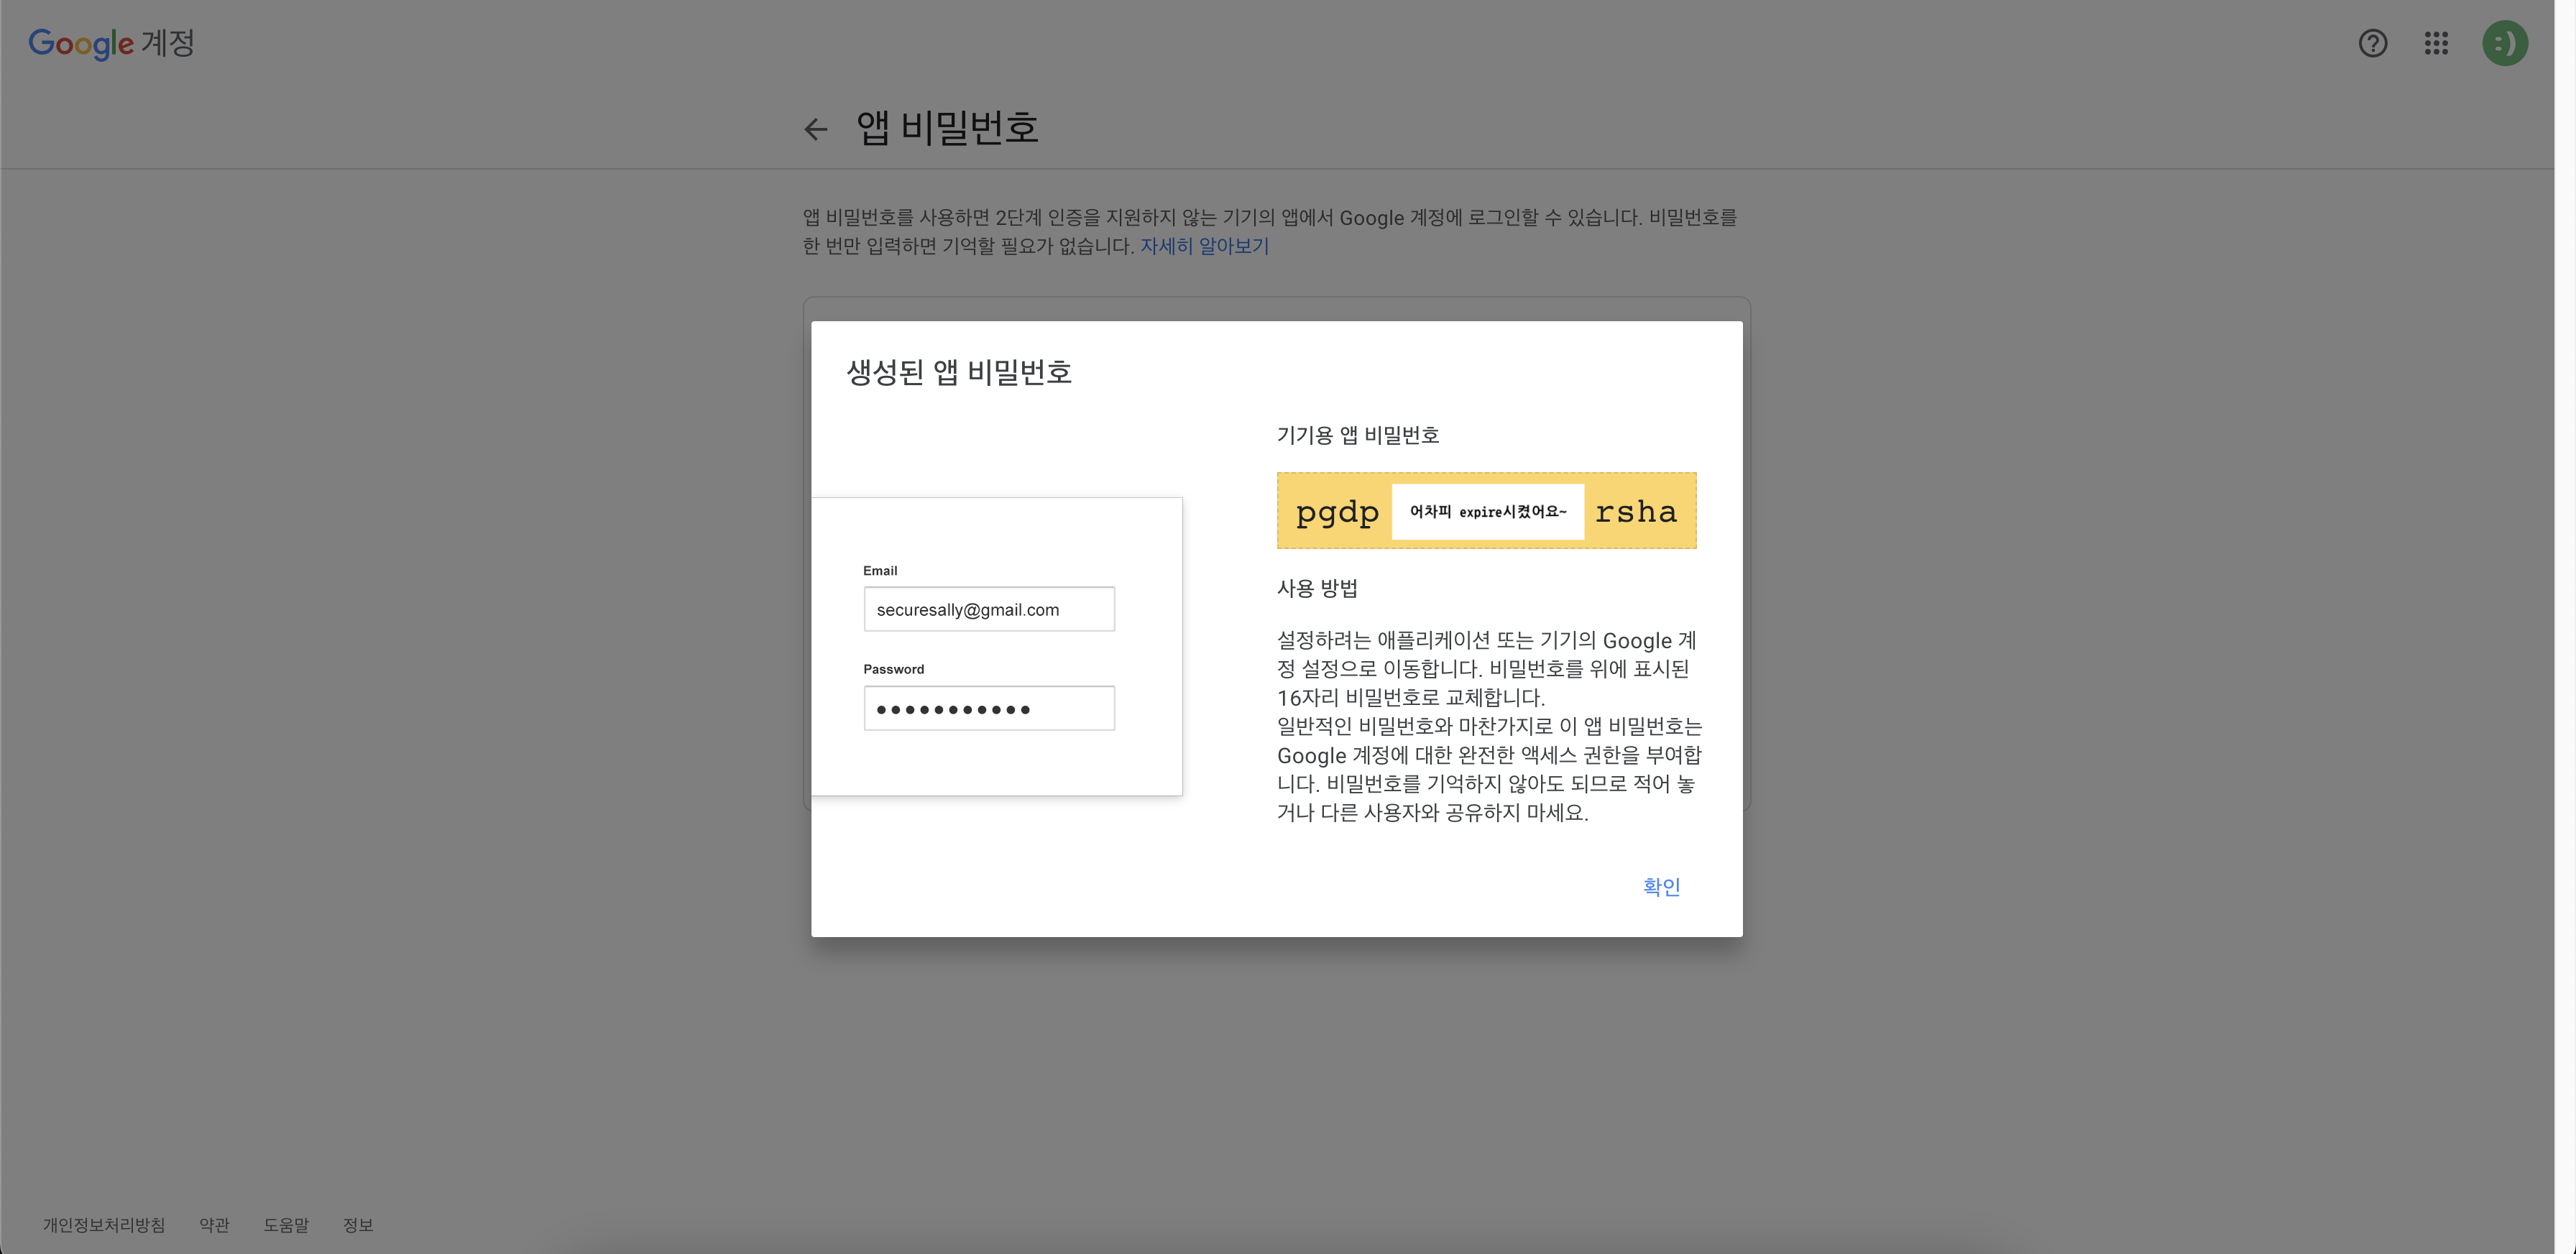 Google 계정
:)
앱 비밀번호
앱 비밀번호를 사용하면 2단계 인증을 지원하지 않는 기기의 앱에서 Google 계정에 로그인할 수 있습니다. 비밀번호를
한 번만 입력하면 기억할 필요가 없습니다. 자세히 알아보기
생성된 앱 비밀번호
Email
securesally@gmail.com
Password
기기용 앱 비밀번호
pgdp 어차피 expire시켰어요~ rsha
사용 방법
설정하려는 애플리케이션 또는 기기의 Google 계
정 설정으로 이동합니다. 비밀번호를 위에 표시된
16자리 비밀번호로 교체합니다.
일반적인 비밀번호와 마찬가지로 이 앱 비밀번호는
Google 계정에 대한 완전한 액세스 권한을 부여합
니다. 비밀번호를 기억하지 않아도 되므로 적어 놓
거나 다른 사용자와 공유하지 마세요.
확인
개인정보처리방침 약관 도움말 정보